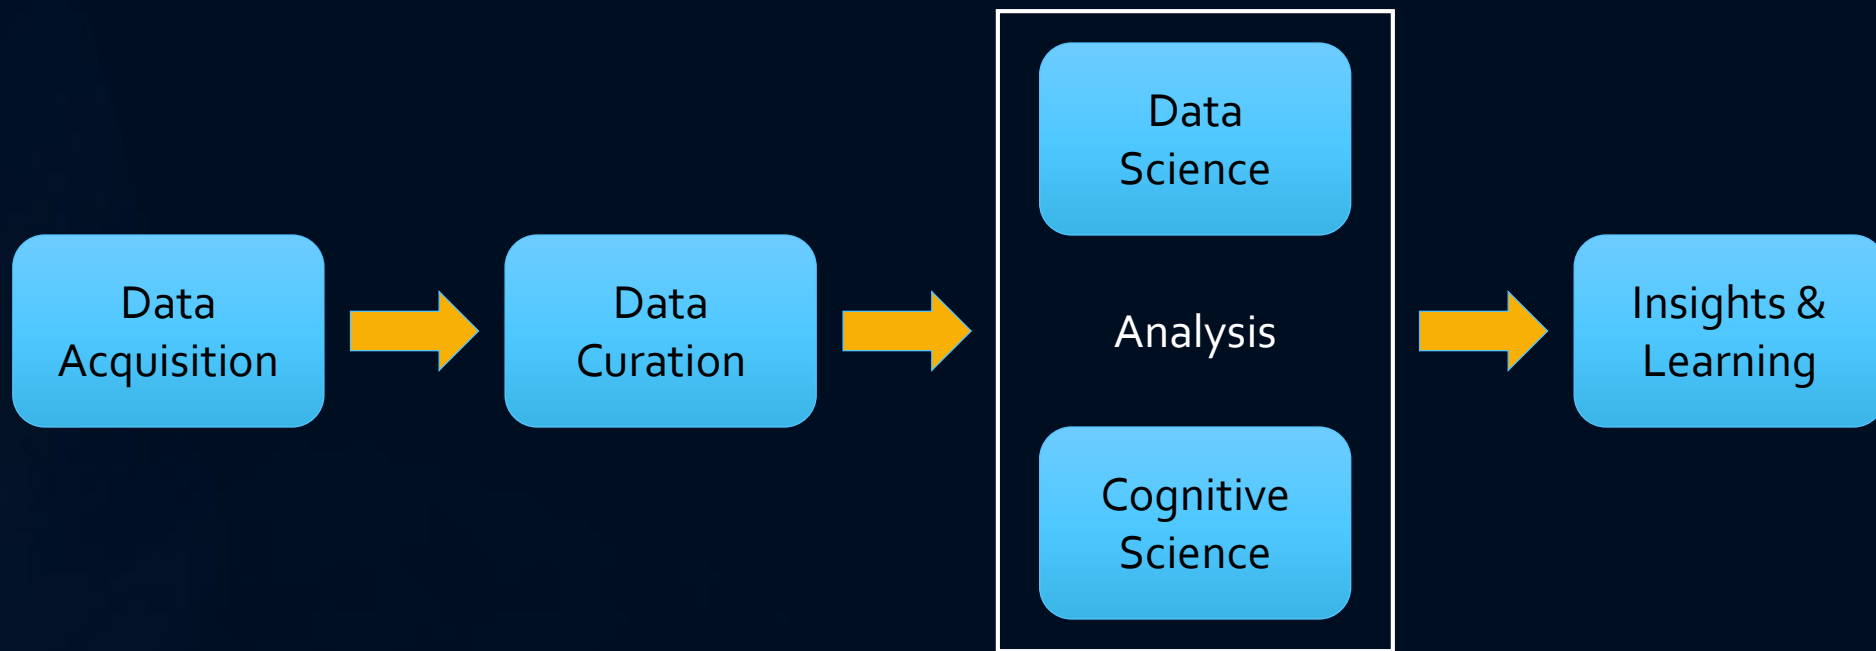 Data
Acquisition
Data
Curation
Data
Science
Analysis
Cognitive
Science
Insights &
Learning